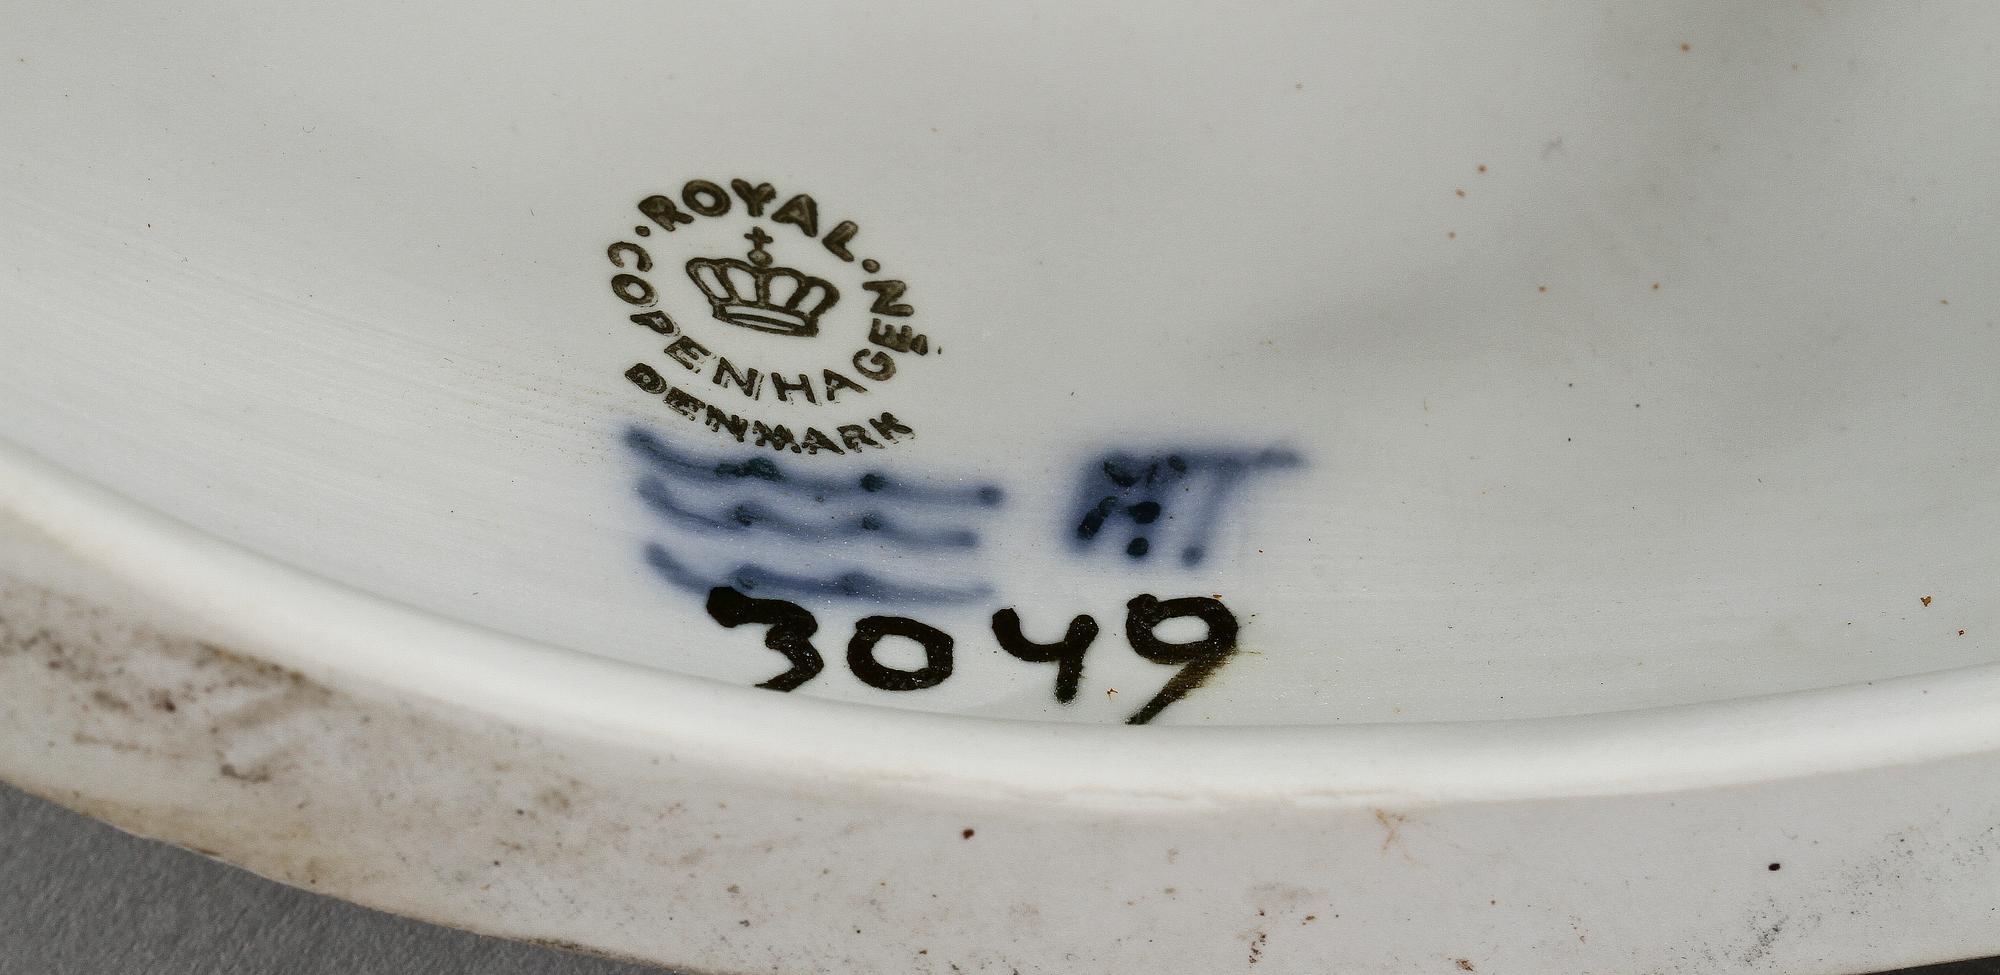 ROYAL
COPENHAGEN
DENMARK
3049